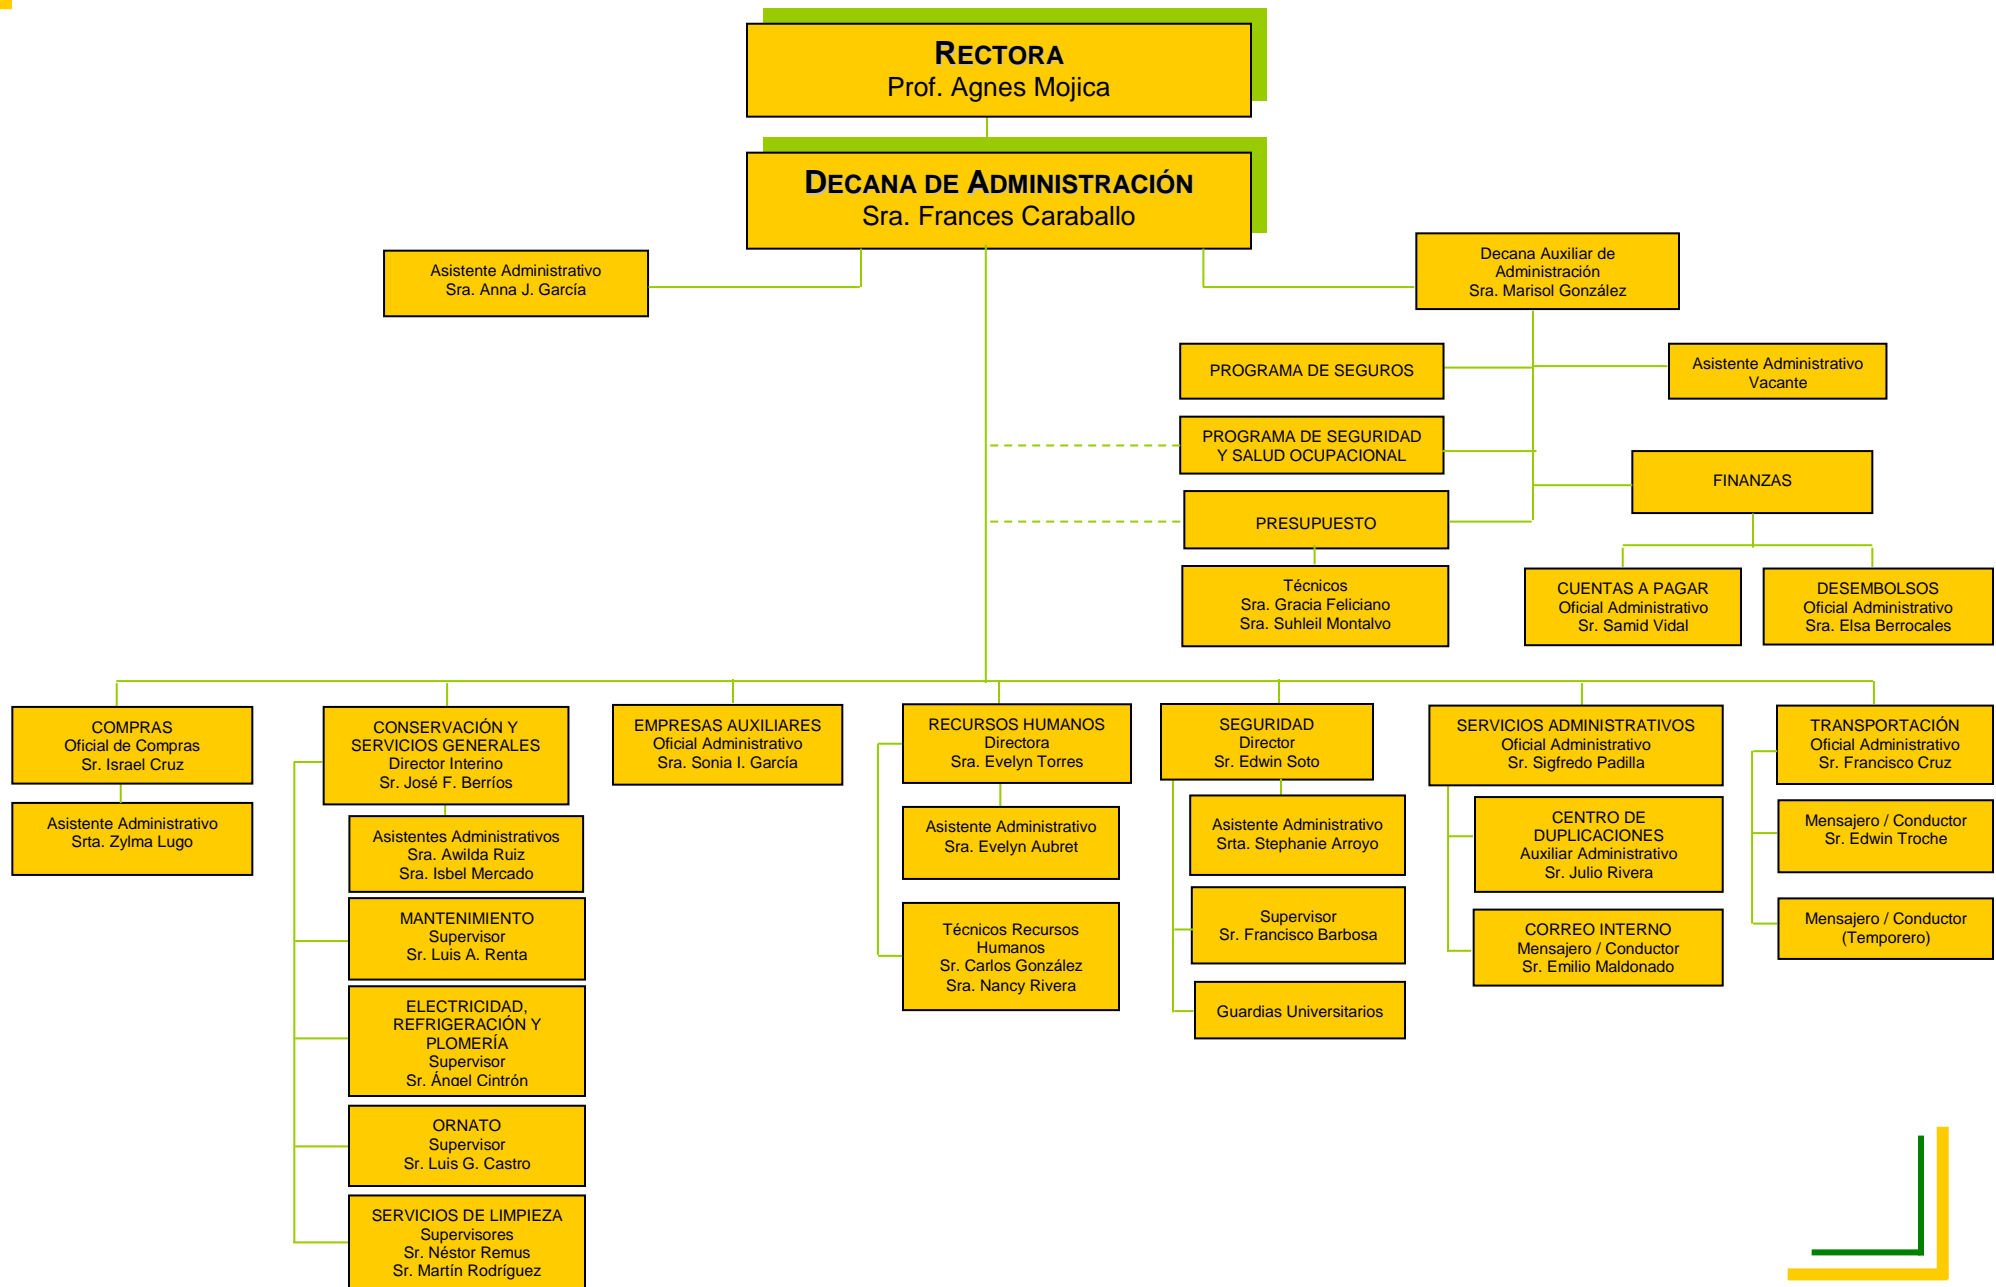 RECTORA
Prof. Agnes Mojica
DECANA DE ADMINISTRACIÓN
Sra. Frances Caraballo
Asistente Administrativo
Sra. Anna J. García
Decana Auxiliar de
Administración
Sra. Marisol González
PROGRAMA DE SEGUROS
Asistente Administrativo
Vacante
PROGRAMA DE SEGURIDAD
Y SALUD OCUPACIONAL
FINANZAS
PRESUPUESTO
Técnicos
Sra. Gracia Feliciano
Sra. Suhleil Montalvo
CUENTAS A PAGAR
Oficial Administrativo
Sr. Samid Vidal
DESEMBOLSOS
Oficial Administrativo
Sra. Elsa Berrocales
COMPRAS
Oficial de Compras
Sr. Israel Cruz
Asistente Administrativo
Srta. Zylma Lugo
CONSERVACIÓN Y
SERVICIOS GENERALES
Director Interino
Sr. José F. Berríos
Asistentes Administrativos
Sra. Awilda Ruiz
Sra. Isbel Mercado
MANTENIMIENTO
Supervisor
Sr. Luis A. Renta
ELECTRICIDAD,
REFRIGERACIÓN Y
PLOMERÍA
Supervisor
Sr. Ángel Cintrón
ORNATO
Supervisor
Sr. Luis G. Castro
SERVICIOS DE LIMPIEZA
Supervisores
Sr. Néstor Remus
Sr. Martín Rodríguez
EMPRESAS AUXILIARES
Oficial Administrativo
Sra. Sonia I. García
RECURSOS HUMANOS
Directora
Sra. Evelyn Torres
Asistente Administrativo
Sra. Evelyn Aubret
Técnicos Recursos
Humanos
Sr. Carlos González
Sra. Nancy Rivera
SEGURIDAD
Director
Sr. Edwin Soto
Asistente Administrativo
Srta. Stephanie Arroyo
Supervisor
Sr. Francisco Barbosa
Guardias Universitarios
SERVICIOS ADMINISTRATIVOS
Oficial Administrativo
Sr. Sigfredo Padilla
CENTRO DE
DUPLICACIONES
Auxiliar Administrativo
Sr. Julio Rivera
CORREO INTERNO
Mensajero / Conductor
Sr. Emilio Maldonado
TRANSPORTACIÓN
Oficial Administrativo
Sr. Francisco Cruz
Mensajero / Conductor
Sr. Edwin Troche
Mensajero / Conductor
(Temporero)